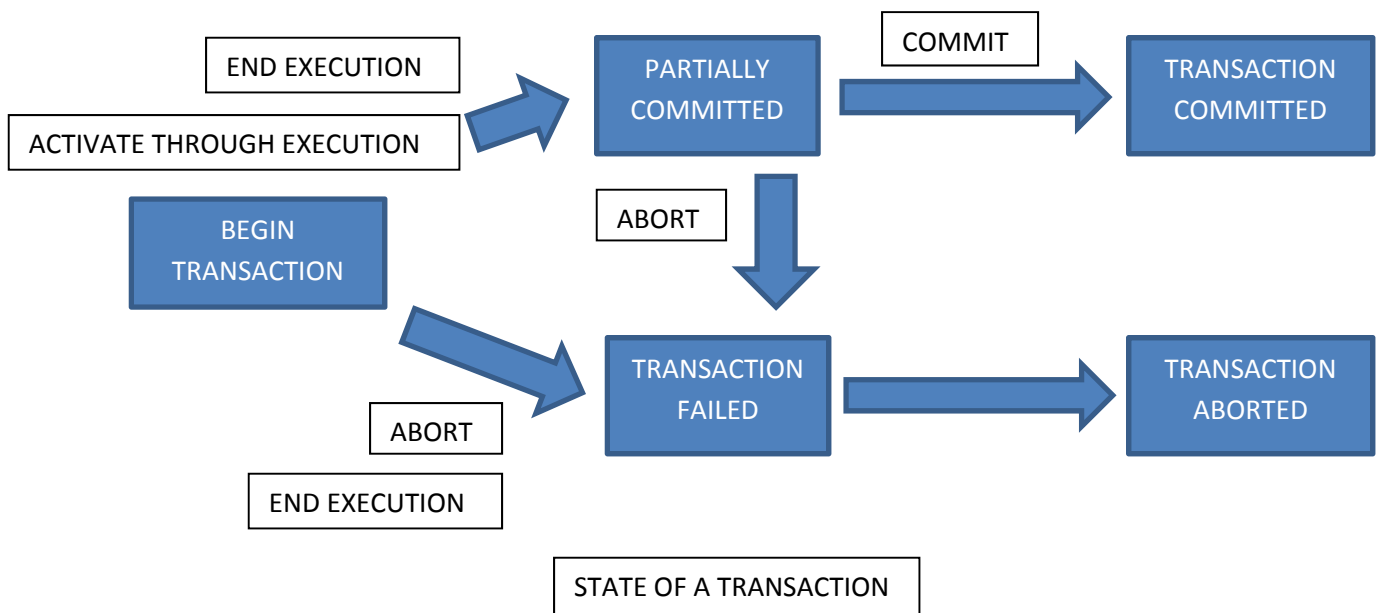 COMMIT
END EXECUTION
PARTIALLY
COMMITTED
TRANSACTION
COMMITTED
ACTIVATE THROUGH EXECUTION
BEGIN
TRANSACTION
ABORT
TRANSACTION
FAILED
TRANSACTION
ABORTED
ABORT
END EXECUTION
STATE OF A TRANSACTION